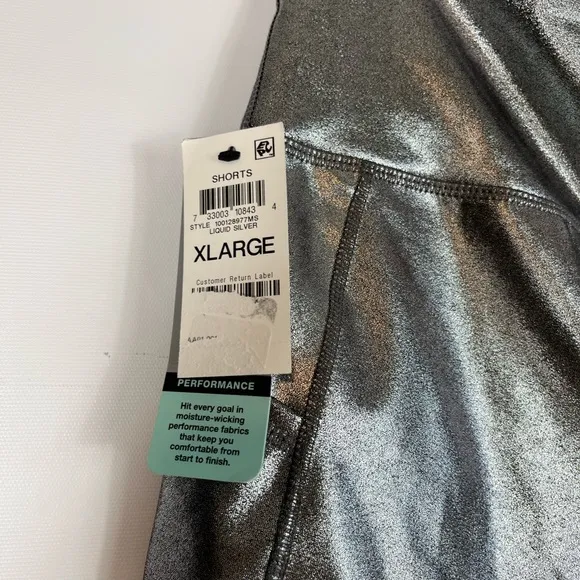 SHORTS
7 33003 10843 4
STYLE 100128977MS
LIQUID SILVER
XLARGE
Customer Return Label
PERFORMANCE
Hit every goal in
moisture-wicking
performance fabrics
that keep you
comfortable from
start to finish.